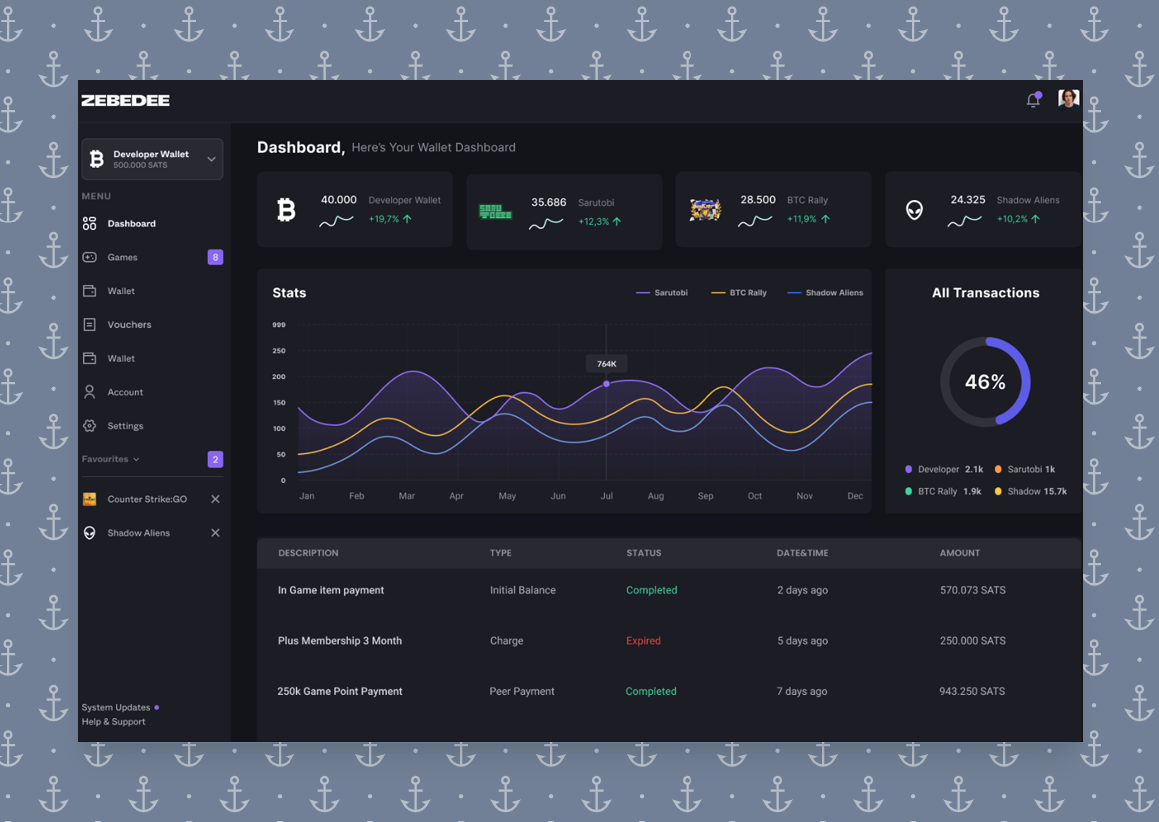 ZEBEDEE
Developer Wallet
500.000 SATS
MENU
Dashboard
Games 8
Wallet
Vouchers
Wallet
Account
Settings
Favourites 2
Counter Strike:GO
Shadow Aliens
System Updates
Help & Support
Dashboard, Here's Your Wallet Dashboard
40.000 Developer Wallet
+19,7%
35.686 Sarutobi
+12,3%
28.500 BTC Rally
+11,9%
24.325 Shadow Aliens
+10,2%
Stats
Sarutobi BTC Rally Shadow Aliens
999
250
200
150
100
50
0
764K
Jan Feb Mar Apr May Jun Jul Aug Sep Oct Nov Dec
All Transactions
46%
Developer 2.1k Sarutobi 1k
BTC Rally 1.9k Shadow 15.7k
DESCRIPTION TYPE STATUS DATE&TIME AMOUNT
In Game item payment Initial Balance Completed 2 days ago 570.073 SATS
Plus Membership 3 Month Charge Expired 5 days ago 250.000 SATS
250k Game Point Payment Peer Payment Completed 7 days ago 943.250 SATS